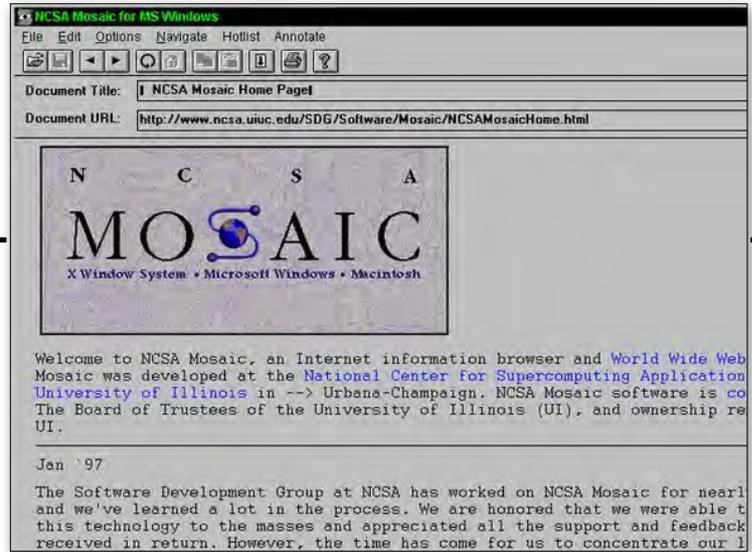 NCSA Mosaic for MS Windows
File Edit Options Navigate Hotlist Annotate
Document Title: NCSA Mosaic Home Page
Document URL: http://www.ncsa.uiuc.edu/SDG/Software/Mosaic/NCSAMosaicHome.html
N C S A
MOSAIC
X Window System • Microsoft Windows • Macintosh
Welcome to NCSA Mosaic, an Internet information browser and World Wide Web
Mosaic was developed at the National Center for Supercomputing Application
University of Illinois in --> Urbana-Champaign. NCSA Mosaic software is co
The Board of Trustees of the University of Illinois (UI), and ownership re
UI.
Jan `97
The Software Development Group at NCSA has worked on NCSA Mosaic for nearl
and we've learned a lot in the process. We are honored that we were able t
this technology to the masses and appreciated all the support and feedback
received in return. However, the time has come for us to concentrate our l